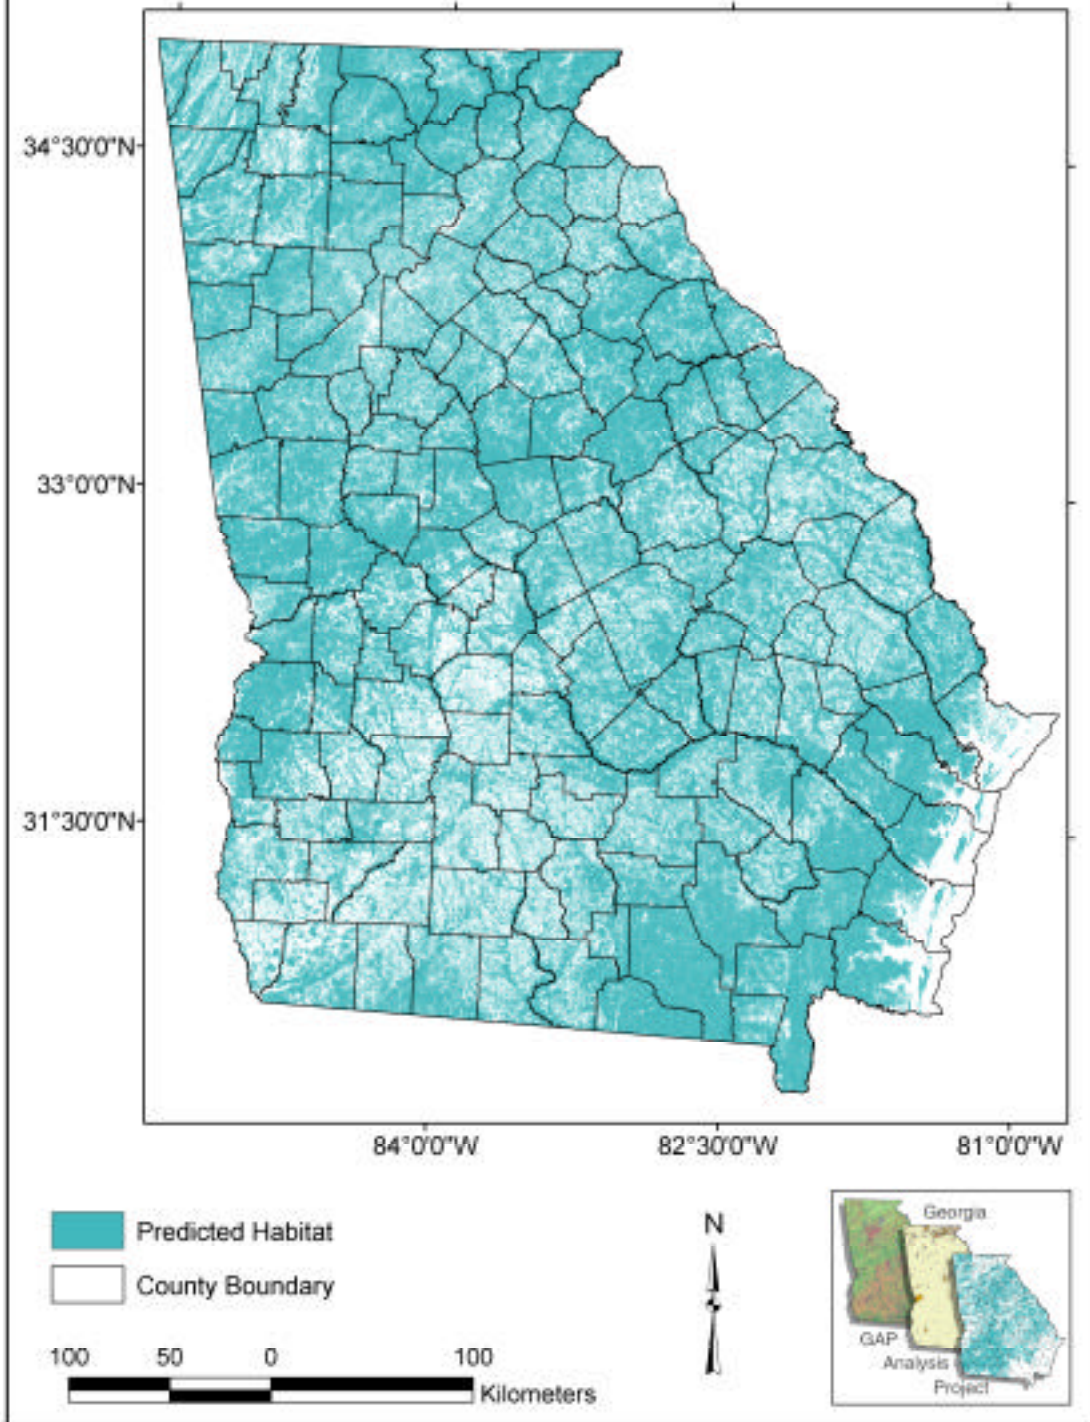 34°30'0"N
33°0'0"N
31°30'0"N
84°0'0"W 82°30'0"W 81°0'0"W
Predicted Habitat
County Boundary
N
100 50 0 100
Kilometers
Georgia
GAP
Analysis
Project